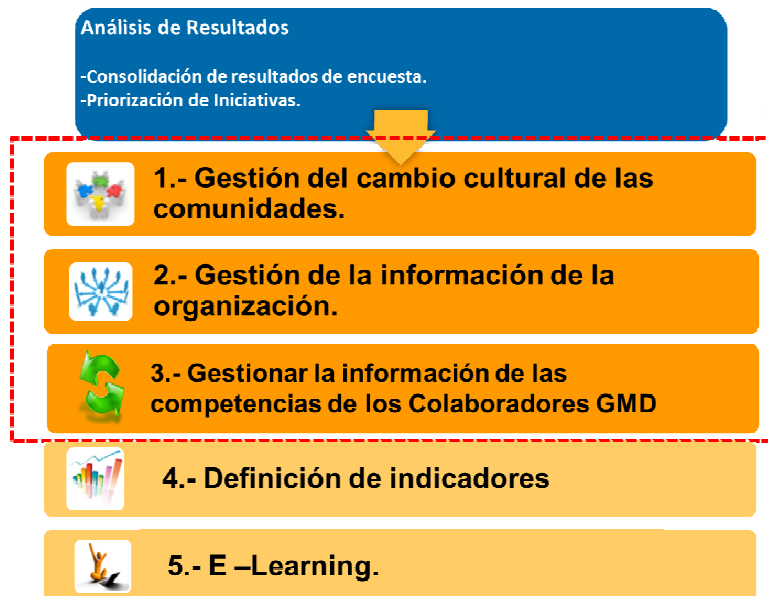 Análisis de Resultados
-Consolidación de resultados de encuesta.
-Priorización de Iniciativas.
1.- Gestión del cambio cultural de las
comunidades.
2.- Gestión de la información de la
organización.
3.- Gestionar la información de las
competencias de los Colaboradores GMD
4.- Definición de indicadores
5.- E –Learning.